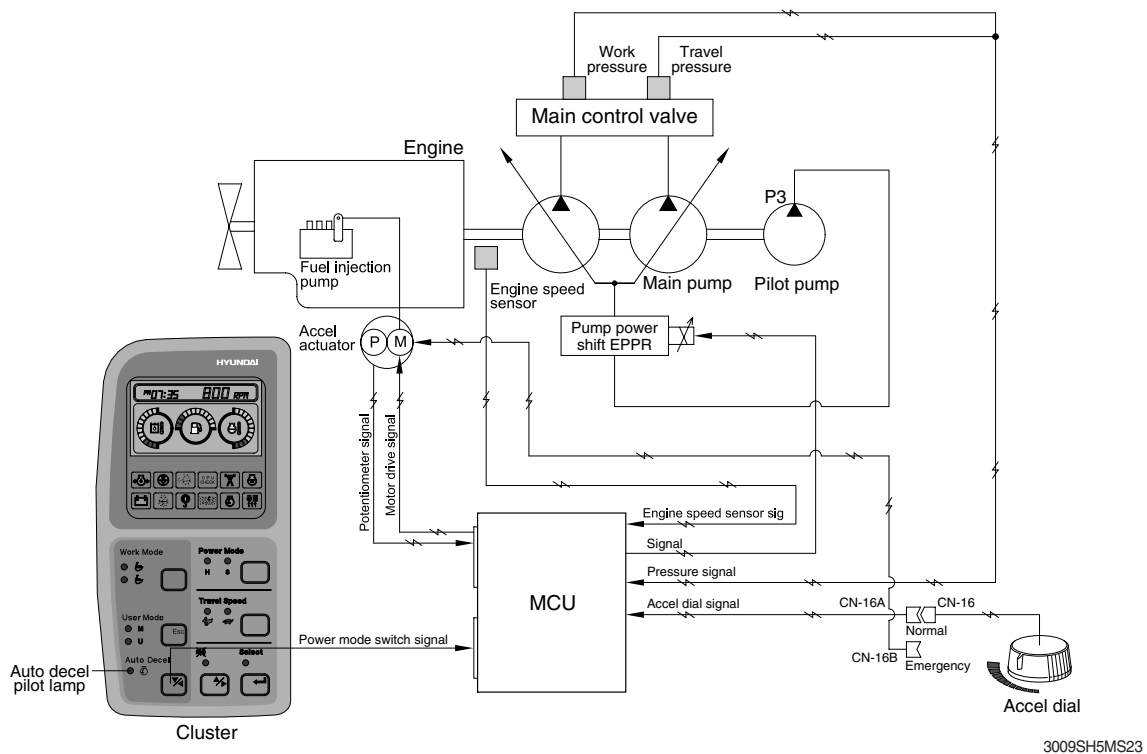 Work
pressure
Travel
pressure
Main control valve
Engine
P3
Fuel injection
pump
Engine speed
sensor
Main pump
Pilot pump
Accel
actuator
P
M
Pump power
shift EPPR
HYUNDAI
PM 07:35 800 RPM
CPU
CHECK
Potentiometer signal
Motor drive signal
Engine speed sensor sig
Signal
Pressure signal
Accel dial signal
MCU
CN-16A
CN-16
Normal
CN-16B
Emergency
Accel dial
Work Mode
Power Mode
H
S
Travel Speed
User Mode
M
U
Esc
Auto Decel
Select
Power mode switch signal
Auto decel
pilot lamp
Cluster
3009SH5MS23